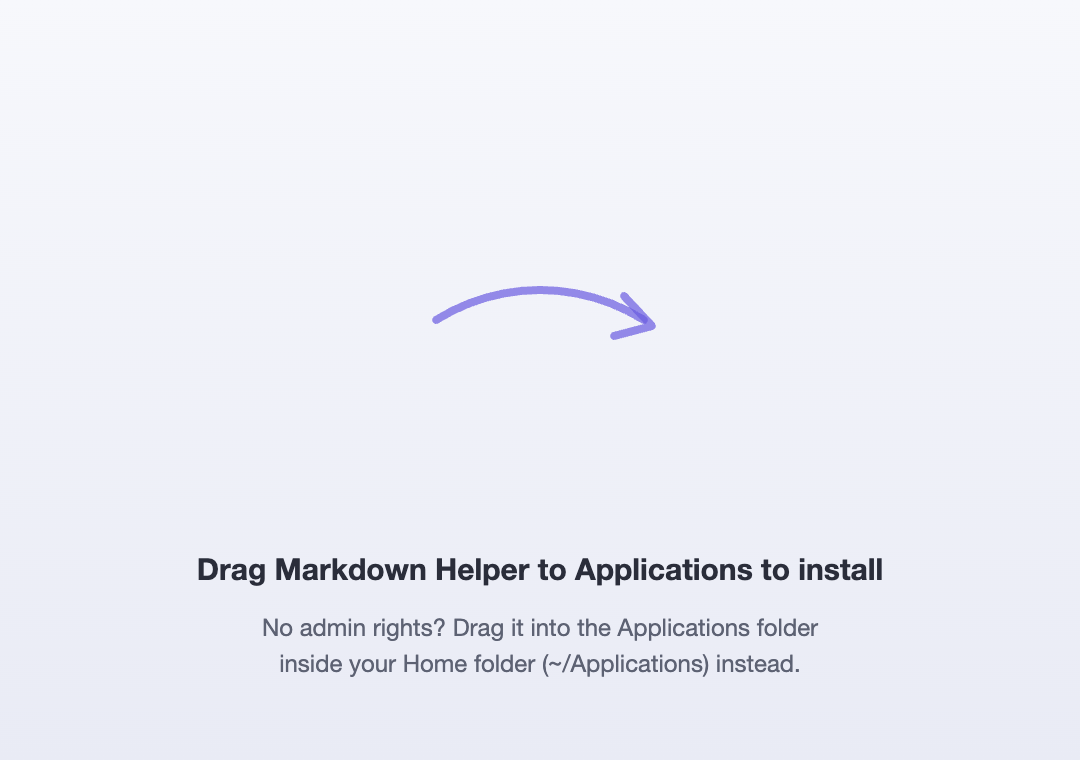 Drag Markdown Helper to Applications to install
No admin rights? Drag it into the Applications folder
inside your Home folder (~/Applications) instead.